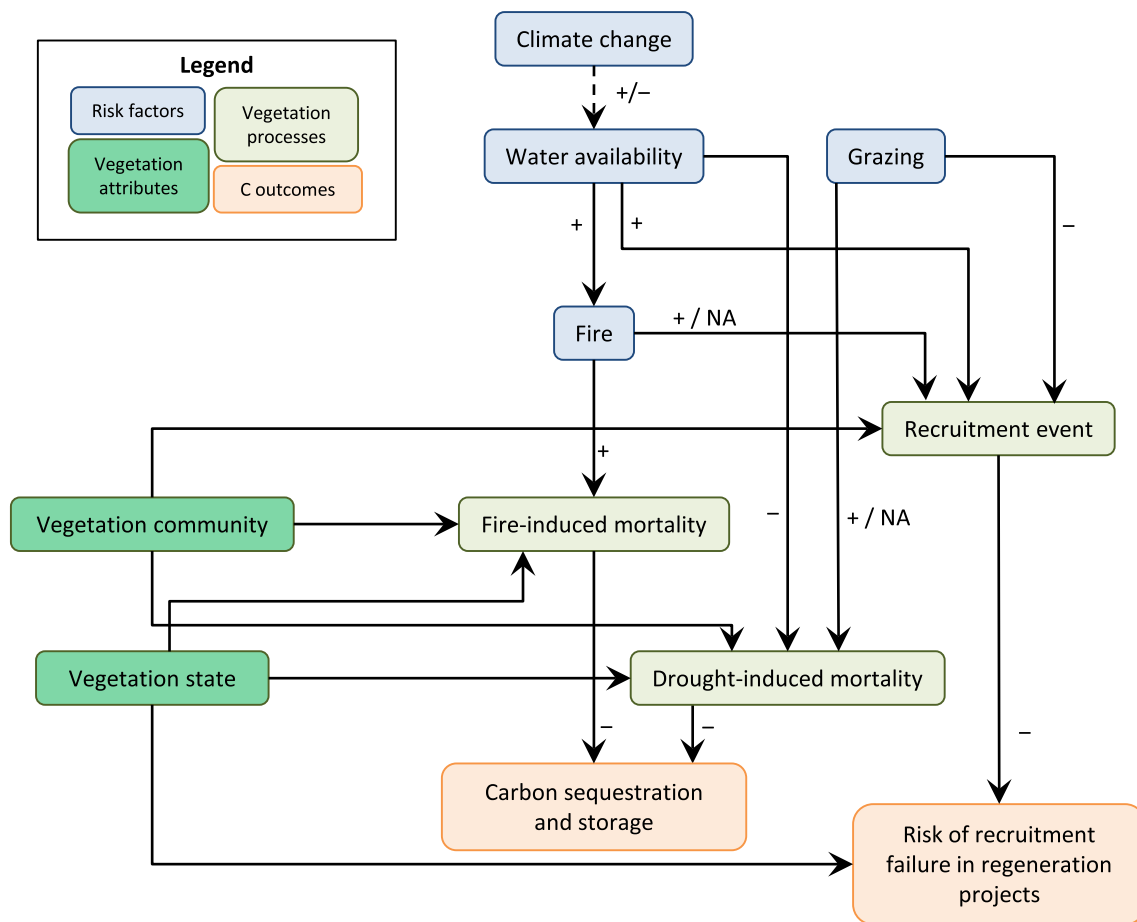 Climate change
Legend
Risk factors
Vegetation
processes
Vegetation
attributes
C outcomes
+/–
Water availability
Grazing
+
+
–
Fire
+ / NA
Recruitment event
+
Vegetation community
Fire-induced mortality
–
+ / NA
Vegetation state
Drought-induced mortality
–
–
–
Carbon sequestration
and storage
Risk of recruitment
failure in regeneration
projects